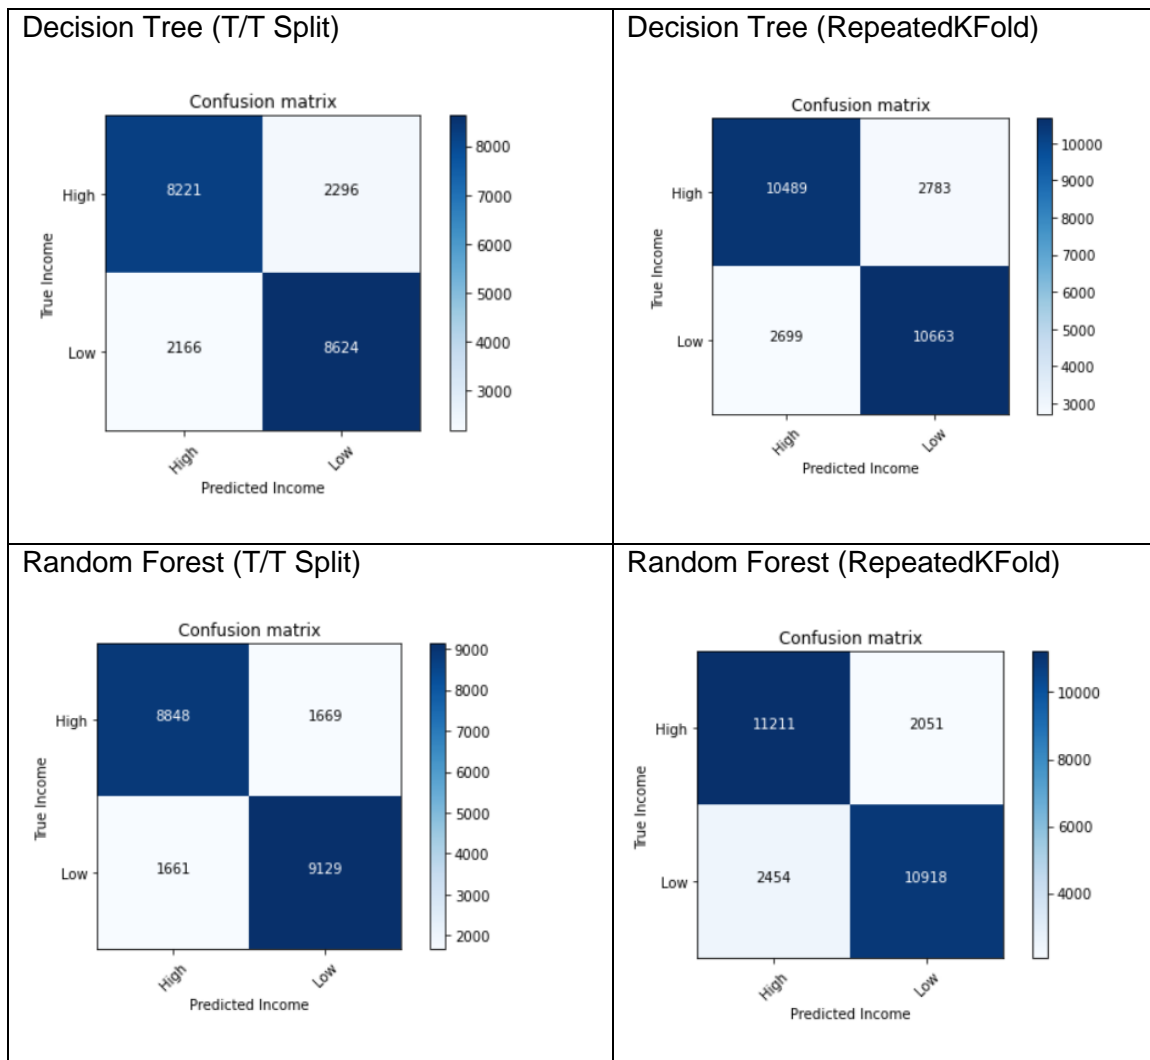 Decision Tree (T/T Split)
Confusion matrix
High
8221
2296
8000
7000
6000
5000
4000
3000
True Income
Low
2166
8624
High
Low
Predicted Income
Decision Tree (RepeatedKFold)
Confusion matrix
High
10489
2783
10000
9000
8000
7000
6000
5000
4000
3000
True Income
Low
2699
10663
High
Low
Predicted Income
Random Forest (T/T Split)
Confusion matrix
High
8848
1669
9000
8000
7000
6000
5000
4000
3000
2000
True Income
Low
1661
9129
High
Low
Predicted Income
Random Forest (RepeatedKFold)
Confusion matrix
High
11211
2051
10000
8000
6000
4000
True Income
Low
2454
10918
High
Low
Predicted Income